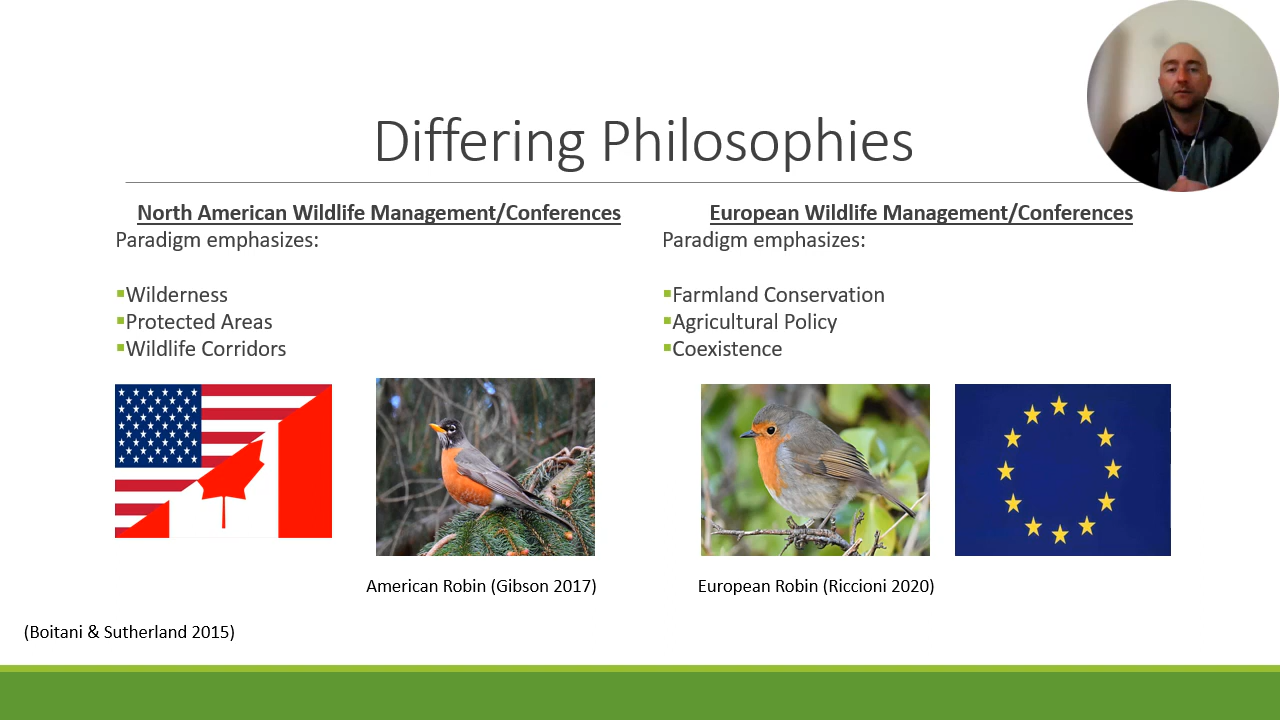 Differing Philosophies
North American Wildlife Management/Conferences
Paradigm emphasizes:
▪Wilderness
▪Protected Areas
▪Wildlife Corridors
European Wildlife Management/Conferences
Paradigm emphasizes:
▪Farmland Conservation
▪Agricultural Policy
▪Coexistence
American Robin (Gibson 2017)
European Robin (Riccioni 2020)
(Boitani & Sutherland 2015)